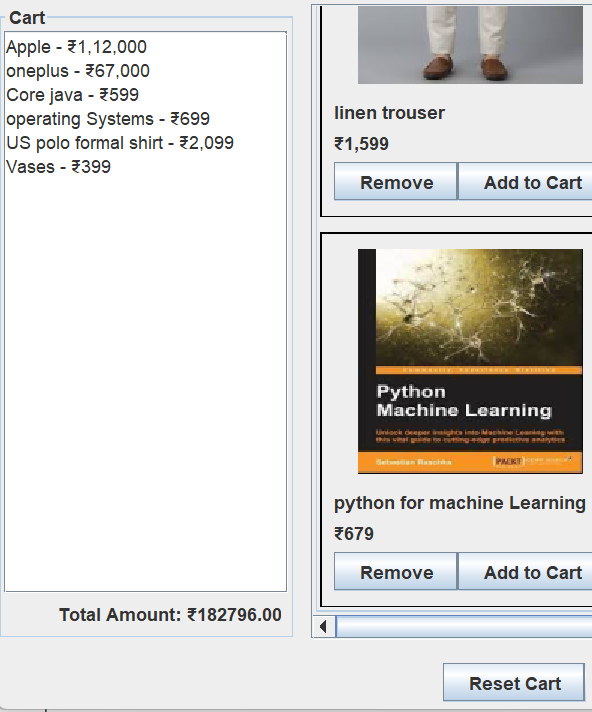 Cart
Apple - ₹1,12,000
oneplus - ₹67,000
Core java - ₹599
operating Systems - ₹699
US polo formal shirt - ₹2,099
Vases - ₹399
Total Amount: ₹182796.00
linen trouser
₹1,599
Remove
Add to Cart
Python
Machine Learning
Unlock deeper insights into Machine Learning with
this vital guide to cutting-edge predictive analytics
Sebastian Raschka
PACKT
python for machine Learning
₹679
Remove
Add to Cart
Reset Cart